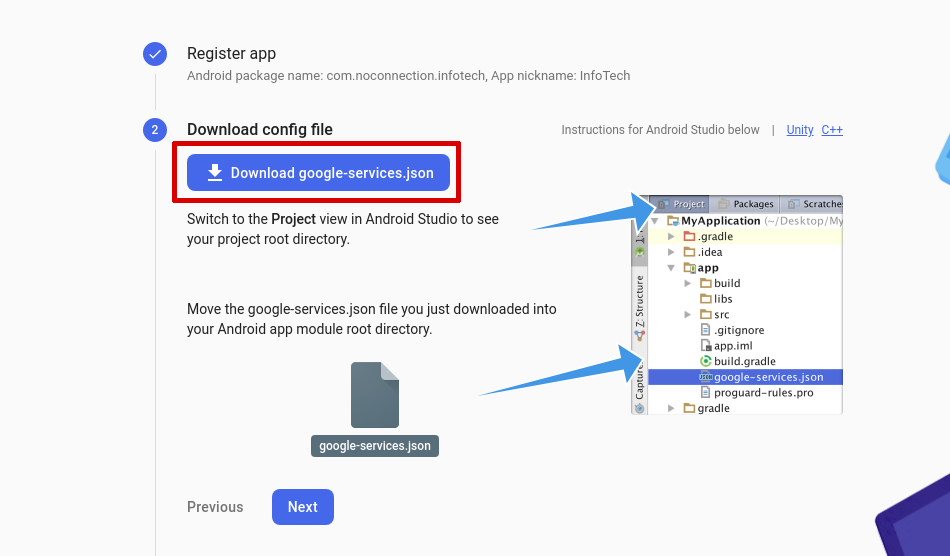 Register app
Android package name: com.noconnection.infotech, App nickname: InfoTech
2
Download config file
Instructions for Android Studio below | Unity C++
Download google-services.json
Switch to the Project view in Android Studio to see
your project root directory.
Move the google-services.json file you just downloaded into
your Android app module root directory.
google-services.json
Previous
Next
Project
Packages
Scratches
MyApplication (~/Desktop/My
.gradle
.idea
app
build
libs
src
.gitignore
app.iml
build.gradle
google-services.json
proguard-rules.pro
gradle
Z: Structure
Capture